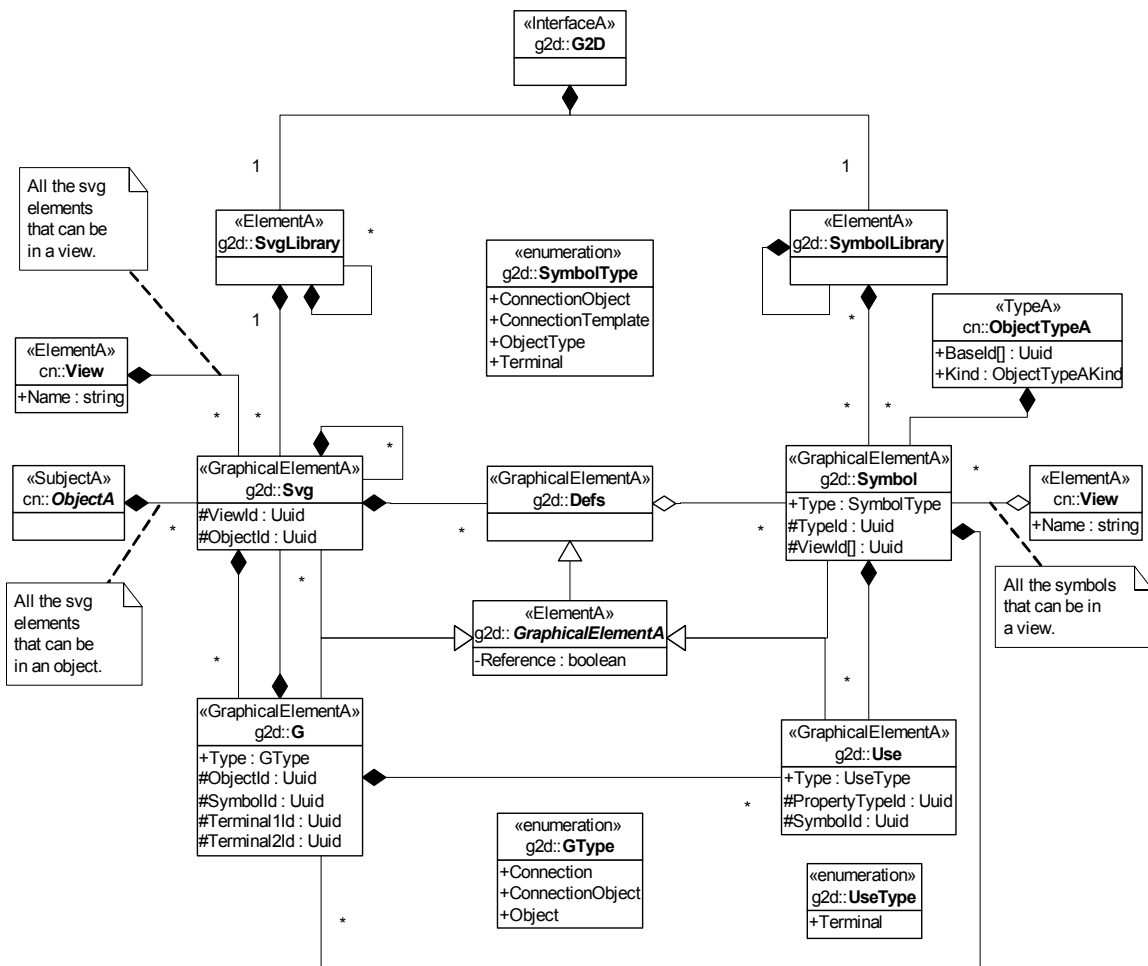 «InterfaceA»
g2d::G2D
1
1
All the svg
elements
that can be
in a view.
«ElementA»
g2d::SvgLibrary
*
1
«enumeration»
g2d::SymbolType
+ConnectionObject
+ConnectionTemplate
+ObjectType
+Terminal
«ElementA»
g2d::SymbolLibrary
*
«TypeA»
cn::ObjectTypeA
+BaseId[] : Uuid
+Kind : ObjectTypeAKind
«ElementA»
cn::View
+Name : string
*
*
*
*
*
«SubjectA»
cn::ObjectA
*
«GraphicalElementA»
g2d::Svg
#ViewId : Uuid
#ObjectId : Uuid
*
«GraphicalElementA»
g2d::Defs
*
«GraphicalElementA»
g2d::Symbol
+Type : SymbolType
#TypeId : Uuid
#ViewId[] : Uuid
*
«ElementA»
cn::View
+Name : string
All the svg
elements
that can be
in an object.
*
*
«ElementA»
g2d::GraphicalElementA
-Reference : boolean
*
All the symbols
that can be in
a view.
«GraphicalElementA»
g2d::G
+Type : GType
#ObjectId : Uuid
#SymbolId : Uuid
#Terminal1Id : Uuid
#Terminal2Id : Uuid
*
«GraphicalElementA»
g2d::Use
+Type : UseType
#PropertyTypeId : Uuid
#SymbolId : Uuid
«enumeration»
g2d::GType
+Connection
+ConnectionObject
+Object
«enumeration»
g2d::UseType
+Terminal
*